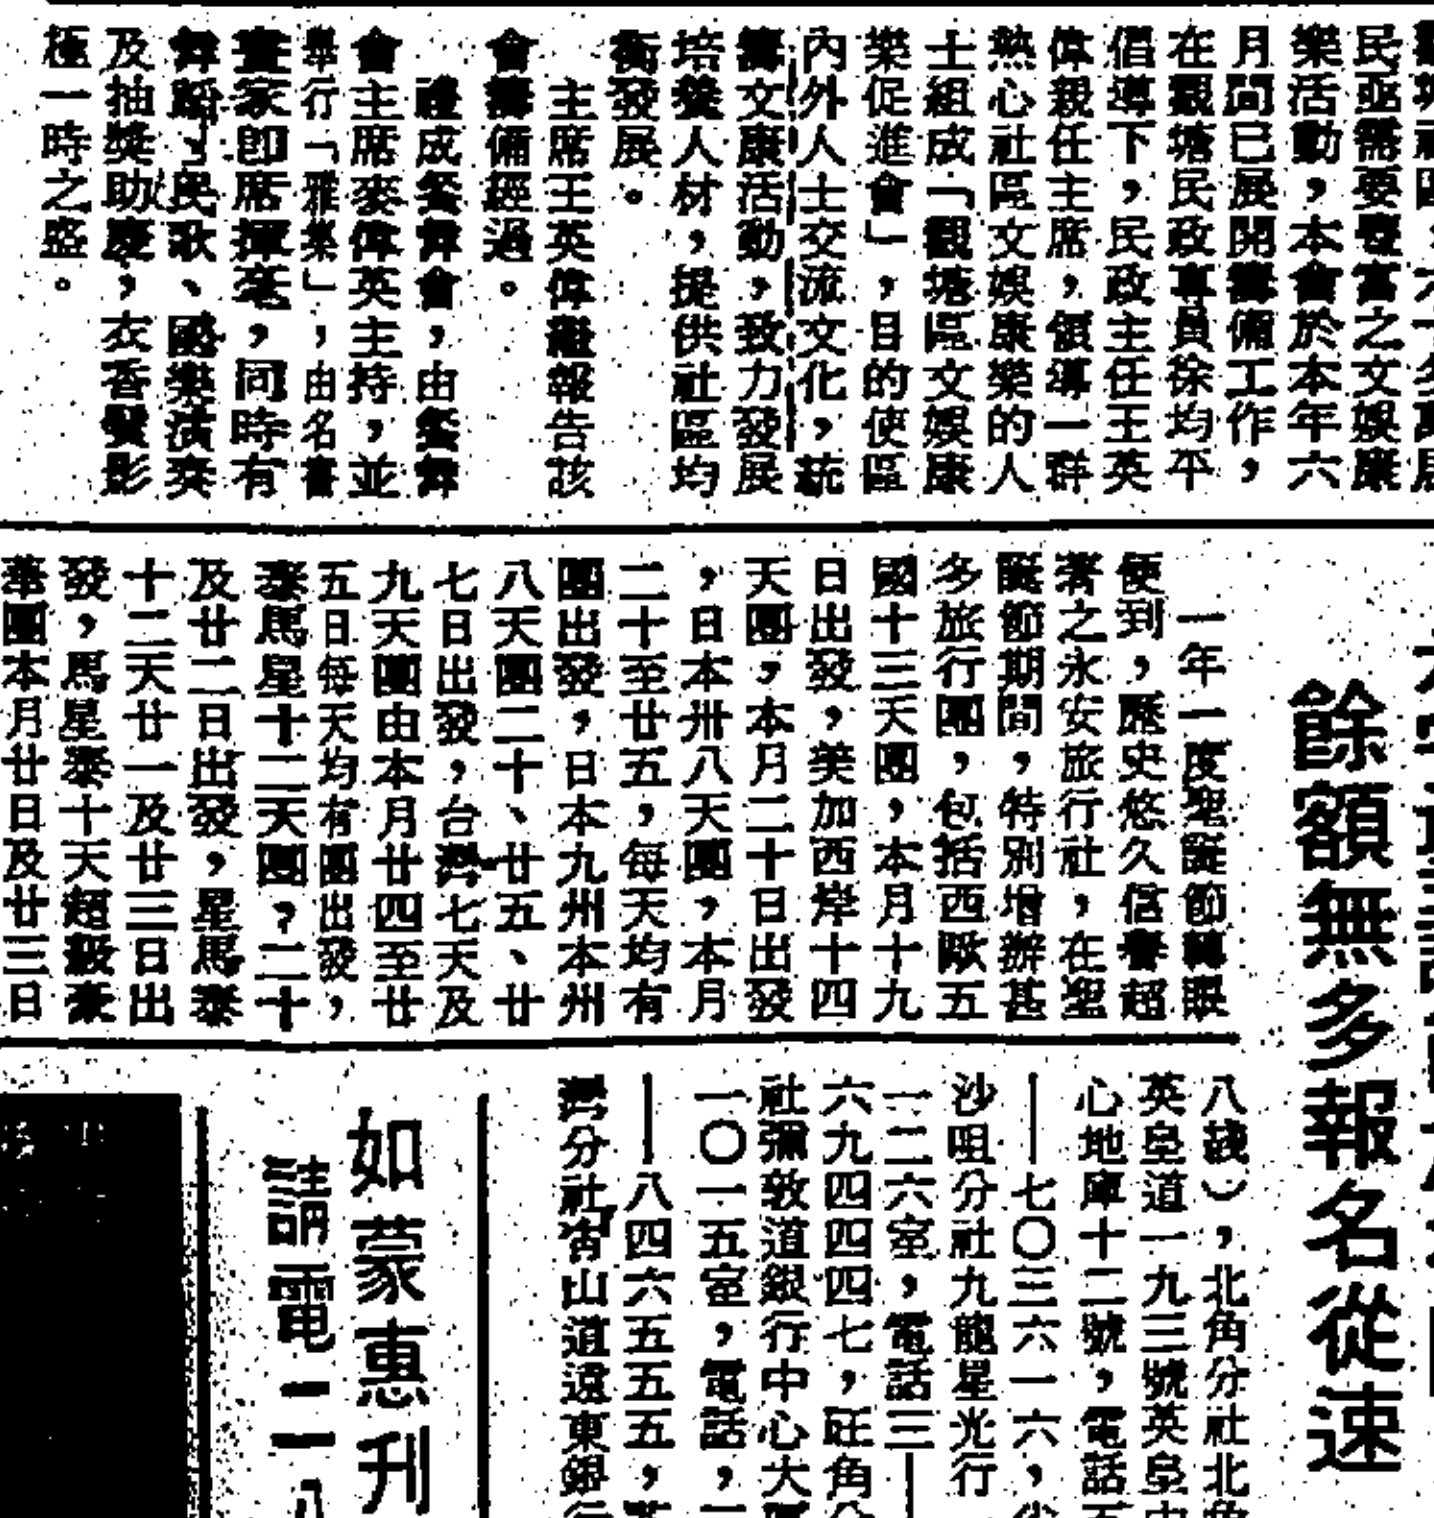 民亟需要豐富之文娛康
樂活動，本會於本年六
月間已展開籌備工作，
在觀塘民政專員徐均平
倡導下，民政主任王英
偉親任主席，領導一群
熱心社區文娛康樂的人
士組成「觀塘區文娛康
樂促進會」，目的使區
內外人士交流文化，統
籌文康活動，致力發展
培養人材，提供社區均
衡發展。
主席王英偉繼報告該
會籌備經過。
禮成餐舞會，由餐舞
會主席麥偉英主持，並
舉行「雅集」，由名書
畫家卽席揮毫，同時有
舞蹈、民歌、國樂演奏
及抽獎助慶，衣香鬢影
極一時之盛。
餘額無多報名從速
一年一度聖誕節轉眼
便到，歷史悠久信譽超
著之永安旅行社，在聖
誕節期間，特別增辦甚
多旅行團，包括西歐五
國十三天團，本月十九
日出發，美加西岸十四
天團，本月二十日出發
，日本卅八天團，本月
二十至廿五，每天均有
團出發，日本九州本州
八天團二十、廿五、廿
七日出發，台灣七天及
九天團由本月廿四至廿
五日每天均有團出發，
泰馬星十二天團，二十
及廿二日出發，星馬泰
十二天廿一及廿三日出
發，馬星泰十天超級豪
華團本月廿日及廿三日
八議），北角分社北角
英皇道一九三號英皇中
心地庫十二號，電話五
—七〇三六一六，尖
沙咀分社九龍星光行
一二六室，電話三—
六九四四四七，旺角分
社彌敦道銀行中心大廈
一〇一五室，電話，三
—八四六五五五，荃
灣分社靑山道遠東銀行
如蒙惠刊
請電一一八